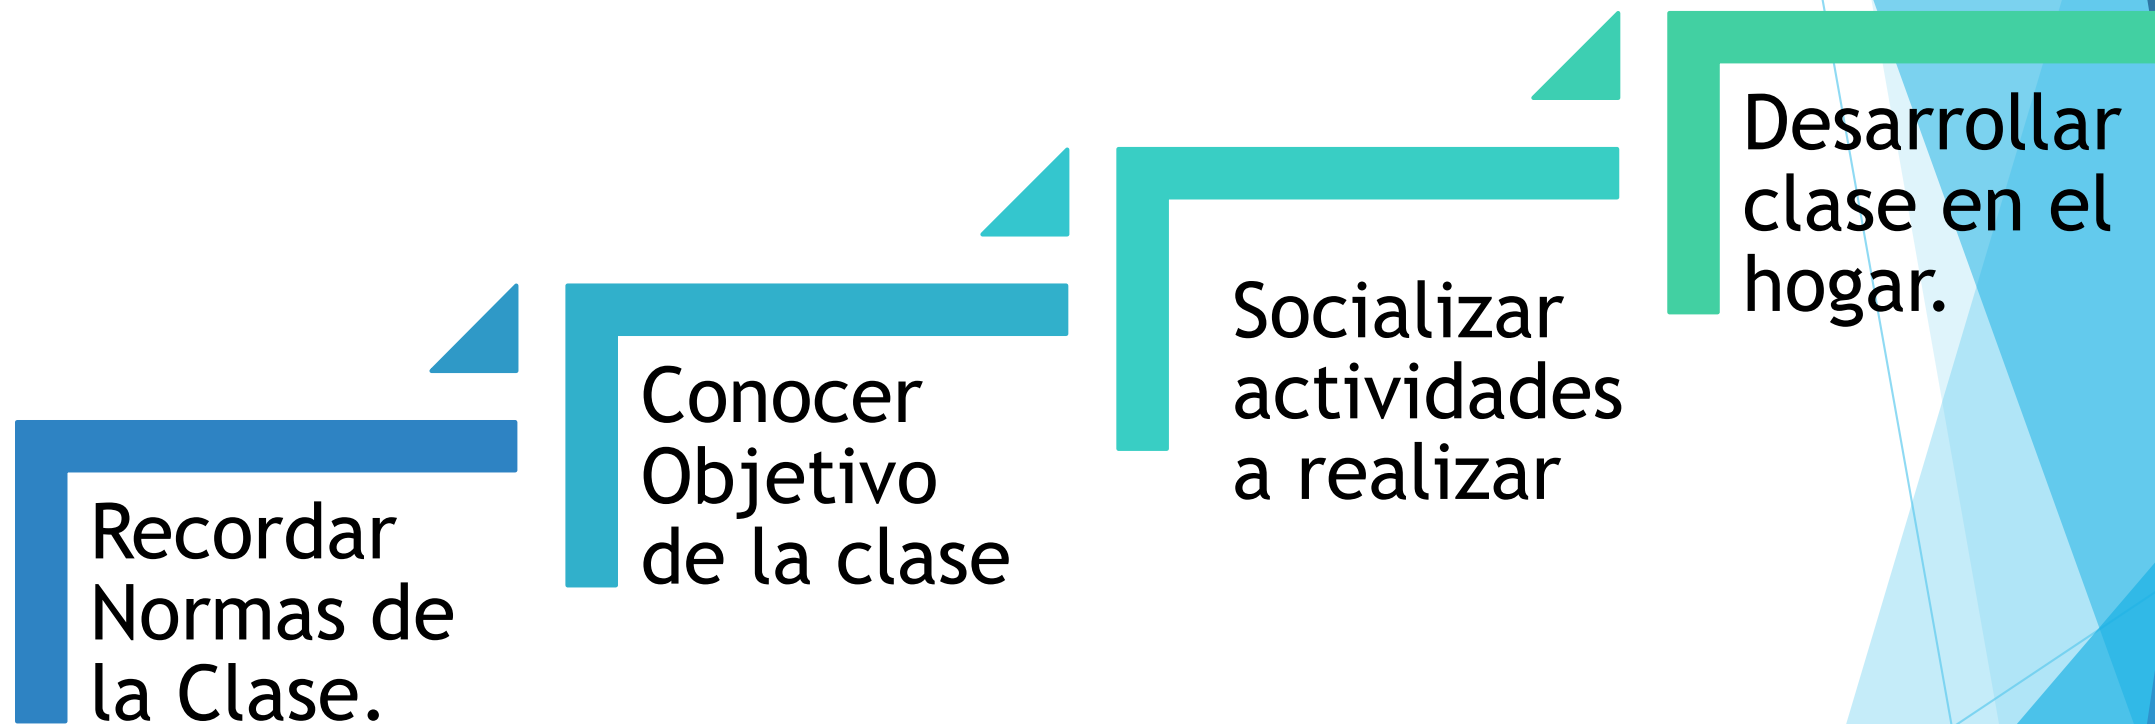 Recordar
Normas de
la Clase.
Conocer
Objetivo
de la clase
Socializar
actividades
a realizar
Desarrollar
clase en el
hogar.